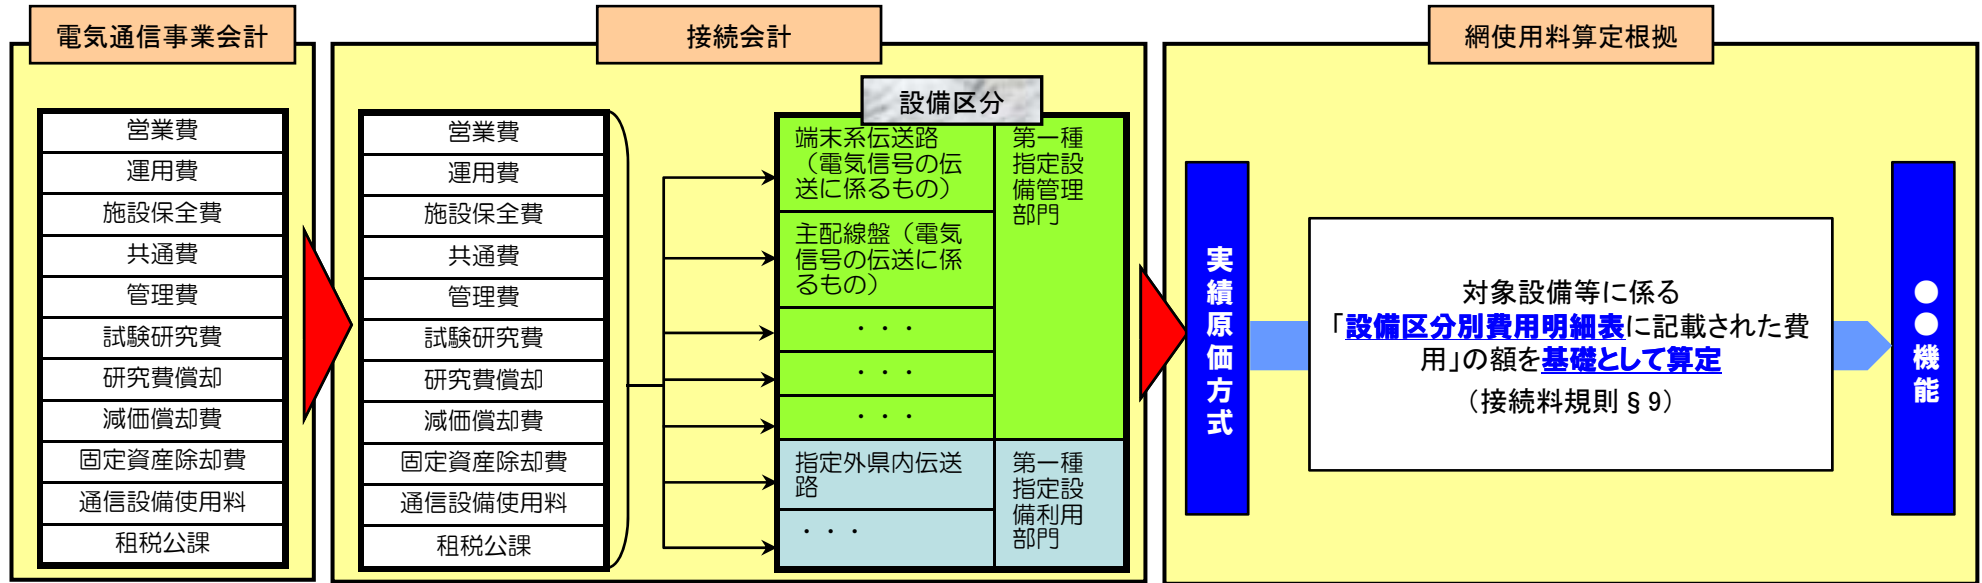 電気通信事業会計
営業費
運用費
施設保全費
共通費
管理費
試験研究費
研究費償却
減価償却費
固定資産除却費
通信設備使用料
租税公課
接続会計
営業費
運用費
施設保全費
共通費
管理費
試験研究費
研究費償却
減価償却費
固定資産除却費
通信設備使用料
租税公課
設備区分
端末系伝送路
（電気信号の伝
送に係るもの）
主配線盤（電気
信号の伝送に係
るもの）
・・・
・・・
・・・
第一種
指定設
備管理
部門
指定外県内伝送
路
・・・
第一種
指定設
備利用
部門
網使用料算定根拠
実績原価方式
対象設備等に係る
「設備区分別費用明細表に記載された費
用」の額を基礎として算定
（接続料規則§9）
●●機能